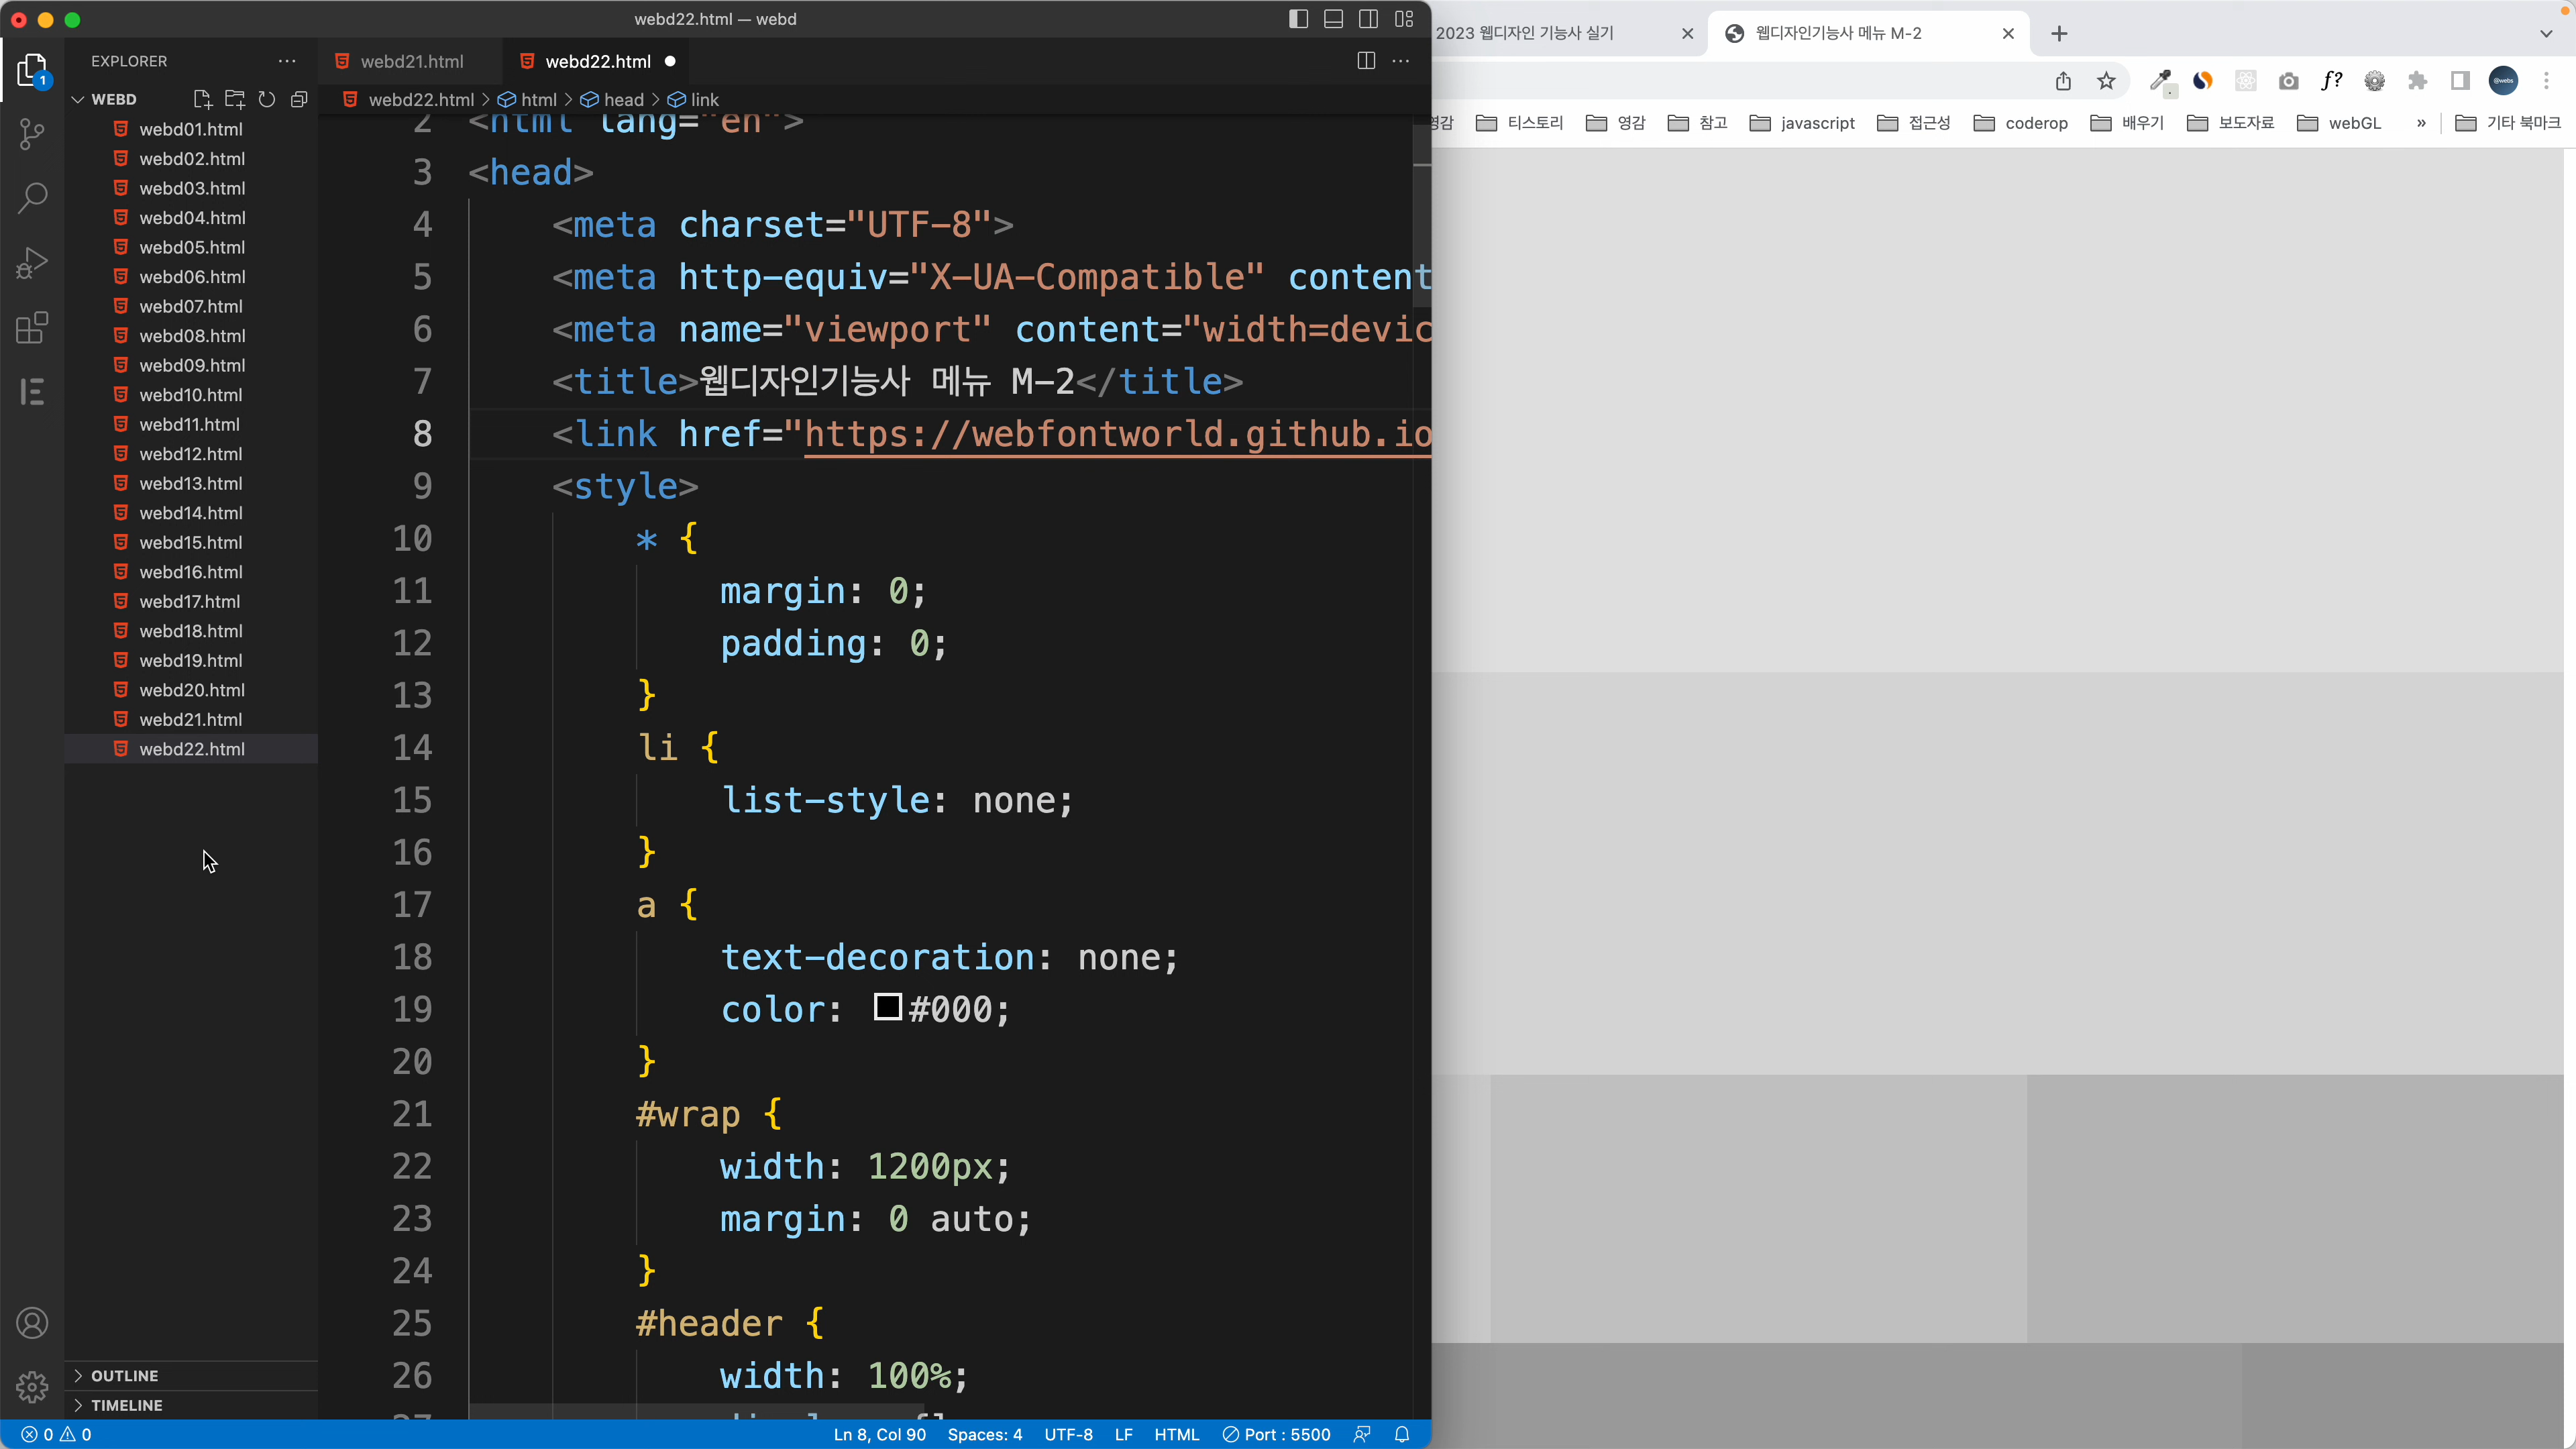 webd22.html — webd
EXPLORER
WEBD
webd01.html
webd02.html
webd03.html
webd04.html
webd05.html
webd06.html
webd07.html
webd08.html
webd09.html
webd10.html
webd11.html
webd12.html
webd13.html
webd14.html
webd15.html
webd16.html
webd17.html
webd18.html
webd19.html
webd20.html
webd21.html
webd22.html
OUTLINE
TIMELINE
1
webd21.html
webd22.html
webd22.html > html > head > link
2 <html lang="en">
3 <head>
4 <meta charset="UTF-8">
5 <meta http-equiv="X-UA-Compatible" content
6 <meta name="viewport" content="width=devic
7 <title>웹디자인기능사 메뉴 M-2</title>
8 <link href="https://webfontworld.github.io
9 <style>
10 * {
11 margin: 0;
12 padding: 0;
13 }
14 li {
15 list-style: none;
16 }
17 a {
18 text-decoration: none;
19 color: #000;
20 }
21 #wrap {
22 width: 1200px;
23 margin: 0 auto;
24 }
25 #header {
26 width: 100%;
0 0
Ln 8, Col 90 Spaces: 4 UTF-8 LF HTML Port : 5500
2023 웹디자인 기능사 실기
웹디자인기능사 메뉴 M-2
f?
영감 티스토리 영감 참고 javascript 접근성 coderop 배우기 보도자료 webGL » 기타 북마크